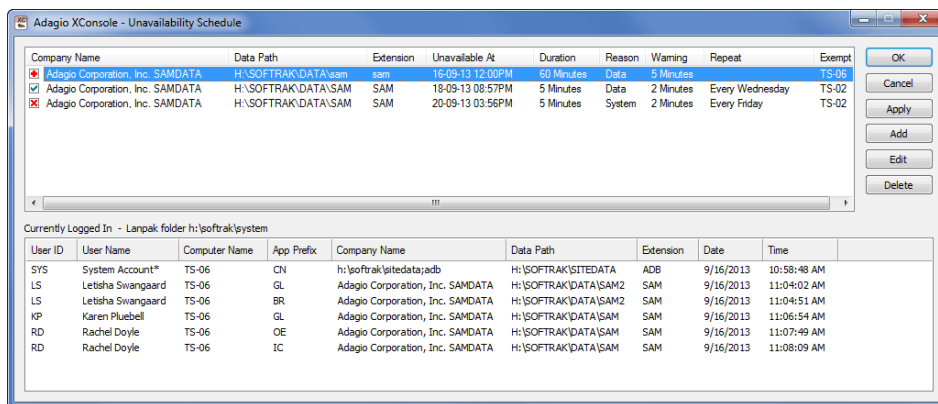 Adagio XConsole - Unavailability Schedule
Company Name Data Path Extension Unavailable At Duration Reason Warning Repeat Exempt
Adagio Corporation, Inc. SAMDATA H:\SOFTRAK\DATA\sam sam 16-09-13 12:00PM 60 Minutes Data 5 Minutes TS-06
Adagio Corporation, Inc. SAMDATA H:\SOFTRAK\DATA\SAM SAM 18-09-13 08:57PM 5 Minutes Data 2 Minutes Every Wednesday TS-02
Adagio Corporation, Inc. SAMDATA H:\SOFTRAK\DATA\SAM SAM 20-09-13 03:56PM 5 Minutes System 2 Minutes Every Friday TS-02
OK
Cancel
Apply
Add
Edit
Delete
Currently Logged In - Lanpak folder h:\softrak\system
User ID User Name Computer Name App Prefix Company Name Data Path Extension Date Time
SYS System Account* TS-06 CN h:\softrak\sitedata;adb H:\SOFTRAK\SITEDATA ADB 9/16/2013 10:58:48 AM
LS Letisha Swangaard TS-06 GL Adagio Corporation, Inc. SAMDATA H:\SOFTRAK\DATA\SAM2 SAM 9/16/2013 11:04:02 AM
LS Letisha Swangaard TS-06 BR Adagio Corporation, Inc. SAMDATA H:\SOFTRAK\DATA\SAM2 SAM 9/16/2013 11:04:51 AM
KP Karen Pluebell TS-06 GL Adagio Corporation, Inc. SAMDATA H:\SOFTRAK\DATA\SAM SAM 9/16/2013 11:06:54 AM
RD Rachel Doyle TS-06 OE Adagio Corporation, Inc. SAMDATA H:\SOFTRAK\DATA\SAM SAM 9/16/2013 11:07:49 AM
RD Rachel Doyle TS-06 IC Adagio Corporation, Inc. SAMDATA H:\SOFTRAK\DATA\SAM SAM 9/16/2013 11:08:09 AM